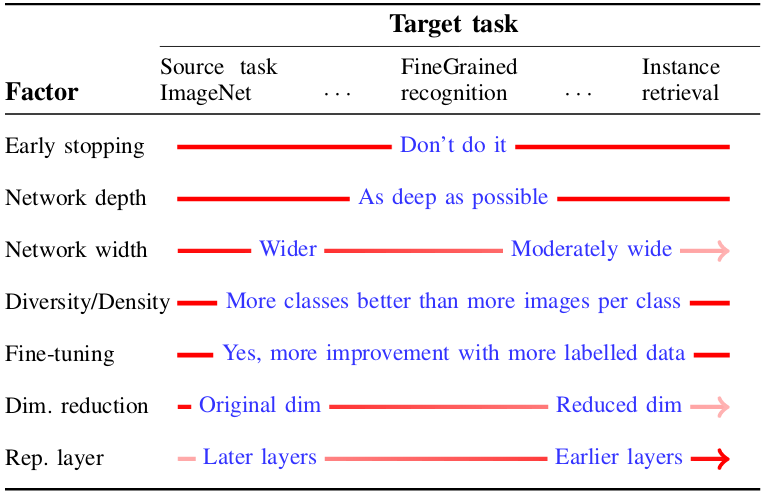 Target task
Factor
Source task ImageNet
. . .
FineGrained recognition
. . .
Instance retrieval
Early stopping Don't do it
Network depth As deep as possible
Network width Wider Moderately wide
Diversity/Density More classes better than more images per class
Fine-tuning Yes, more improvement with more labelled data
Dim. reduction Original dim Reduced dim
Rep. layer Later layers Earlier layers